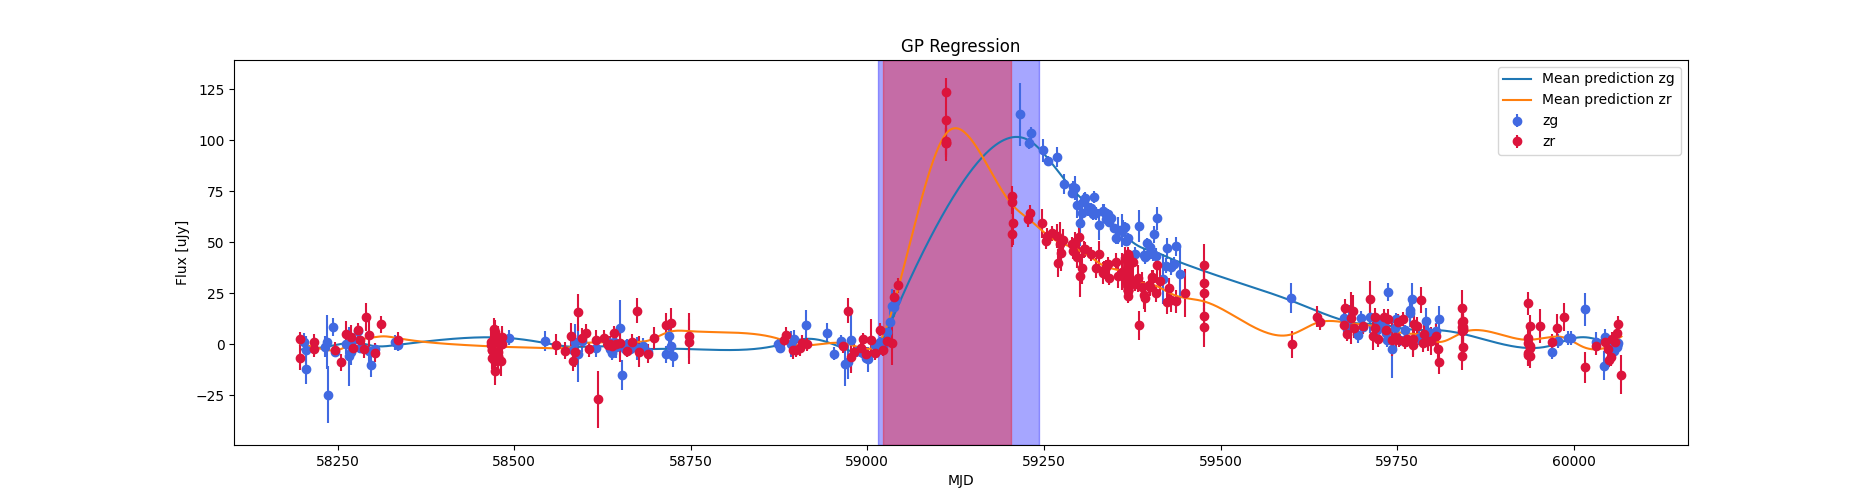 GP Regression
Mean prediction zg
Mean prediction zr
zg
zr
Flux [uJy]
125
100
75
50
25
0
−25
58250 58500 58750 59000 59250 59500 59750 60000
MJD